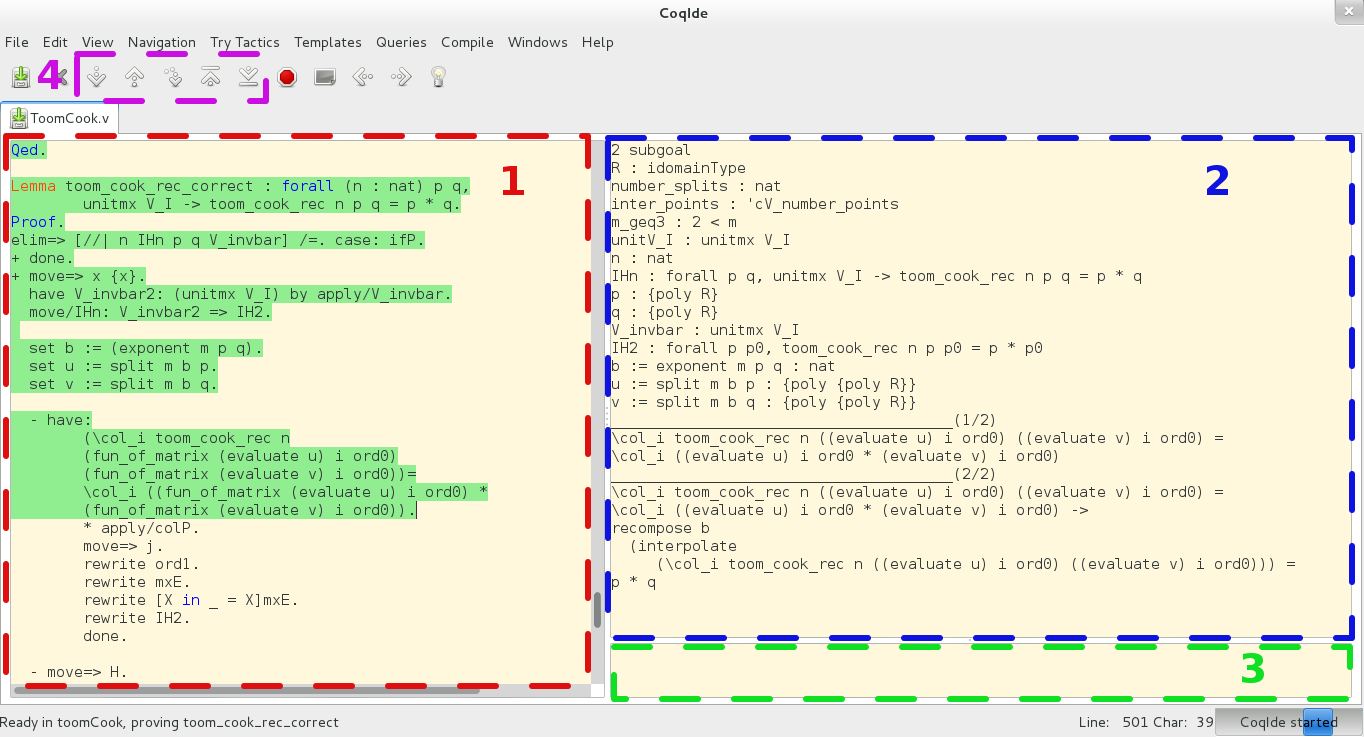 CoqIde
File Edit View Navigation Try Tactics Templates Queries Compile Windows Help
4
ToomCook.v
Qed.
Lemma toom_cook_rec_correct : forall (n : nat) p q,
unitmx V_I -> toom_cook_rec n p q = p * q.
Proof.
elim=> [//| n IHn p q V_invbar] /=. case: ifP.
+ done.
+ move=> x {x}.
have V_invbar2: (unitmx V_I) by apply/V_invbar.
move/IHn: V_invbar2 => IH2.
set b := (exponent m p q).
set u := split m b p.
set v := split m b q.
- have:
(\col_i toom_cook_rec n
(fun_of_matrix (evaluate u) i ord0)
(fun_of_matrix (evaluate v) i ord0))=
\col_i ((fun_of_matrix (evaluate u) i ord0) *
(fun_of_matrix (evaluate v) i ord0)).
* apply/colP.
move=> j.
rewrite ord1.
rewrite mxE.
rewrite [X in _ = X]mxE.
rewrite IH2.
done.
- move=> H.
1
2 subgoal
R : idomainType
number_splits : nat
inter_points : 'cV_number_points
m_geq3 : 2 < m
unitV_I : unitmx V_I
n : nat
IHn : forall p q, unitmx V_I -> toom_cook_rec n p q = p * q
p : {poly R}
q : {poly R}
V_invbar : unitmx V_I
IH2 : forall p p0, toom_cook_rec n p p0 = p * p0
b := exponent m p q : nat
u := split m b p : {poly {poly R}}
v := split m b q : {poly {poly R}}
______________________________________(1/2)
\col_i toom_cook_rec n ((evaluate u) i ord0) ((evaluate v) i ord0) =
\col_i ((evaluate u) i ord0 * (evaluate v) i ord0)
______________________________________(2/2)
\col_i toom_cook_rec n ((evaluate u) i ord0) ((evaluate v) i ord0) =
\col_i ((evaluate u) i ord0 * (evaluate v) i ord0) ->
recompose b
(interpolate
(\col_i toom_cook_rec n ((evaluate u) i ord0) ((evaluate v) i ord0))) =
p * q
2
3
Ready in toomCook, proving toom_cook_rec_correct
Line: 501 Char: 39
CoqIde started